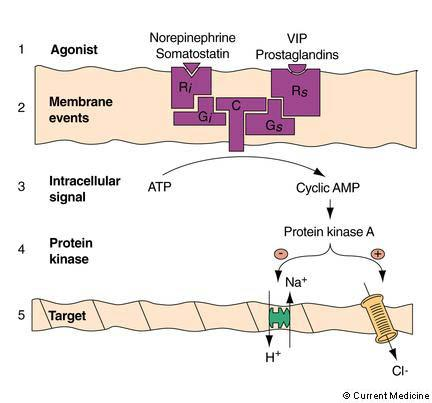 Norepinephrine
Somatostatin
VIP
Prostaglandins
1 Agonist
Ri
Rs
2 Membrane
events
C
Gi
Gs
3 Intracellular
signal
ATP
Cyclic AMP
Protein kinase A
4 Protein
kinase
-
+
Na+
5 Target
H+
Cl-
© Current Medicine